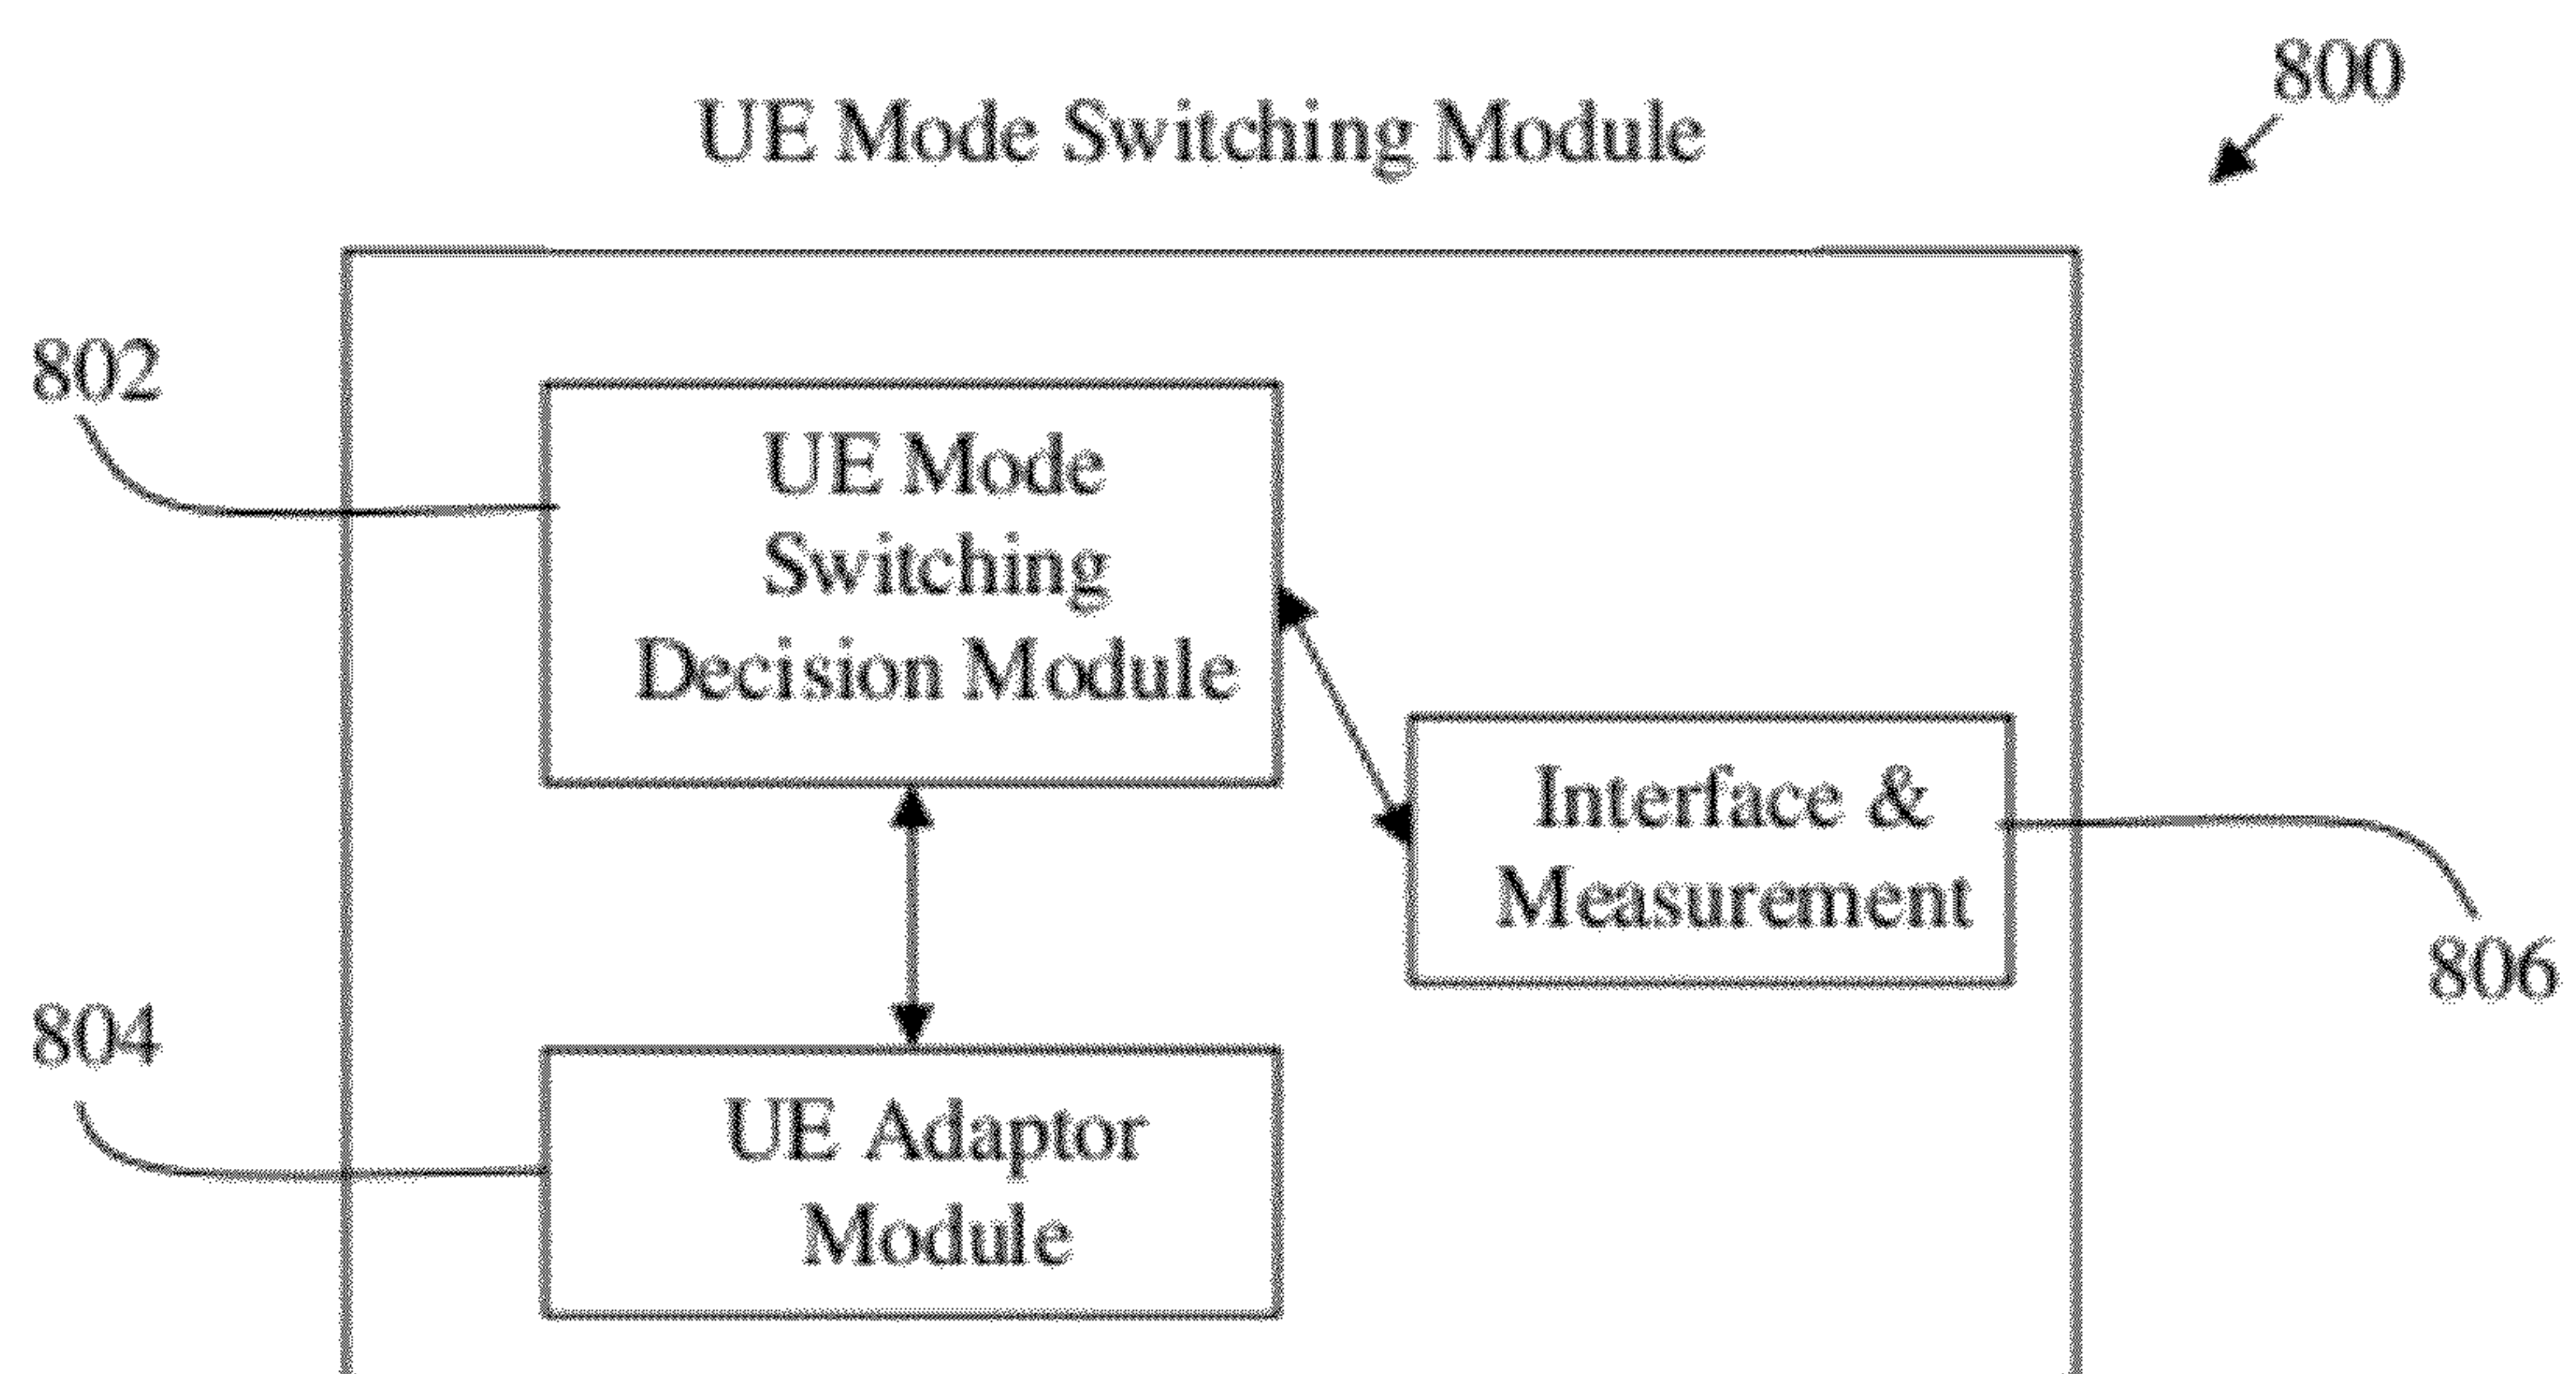 800
UE Mode Switching Module
802
UE Mode
Switching
Decision Module
Interface &
Measurement
806
804
UE Adaptor
Module